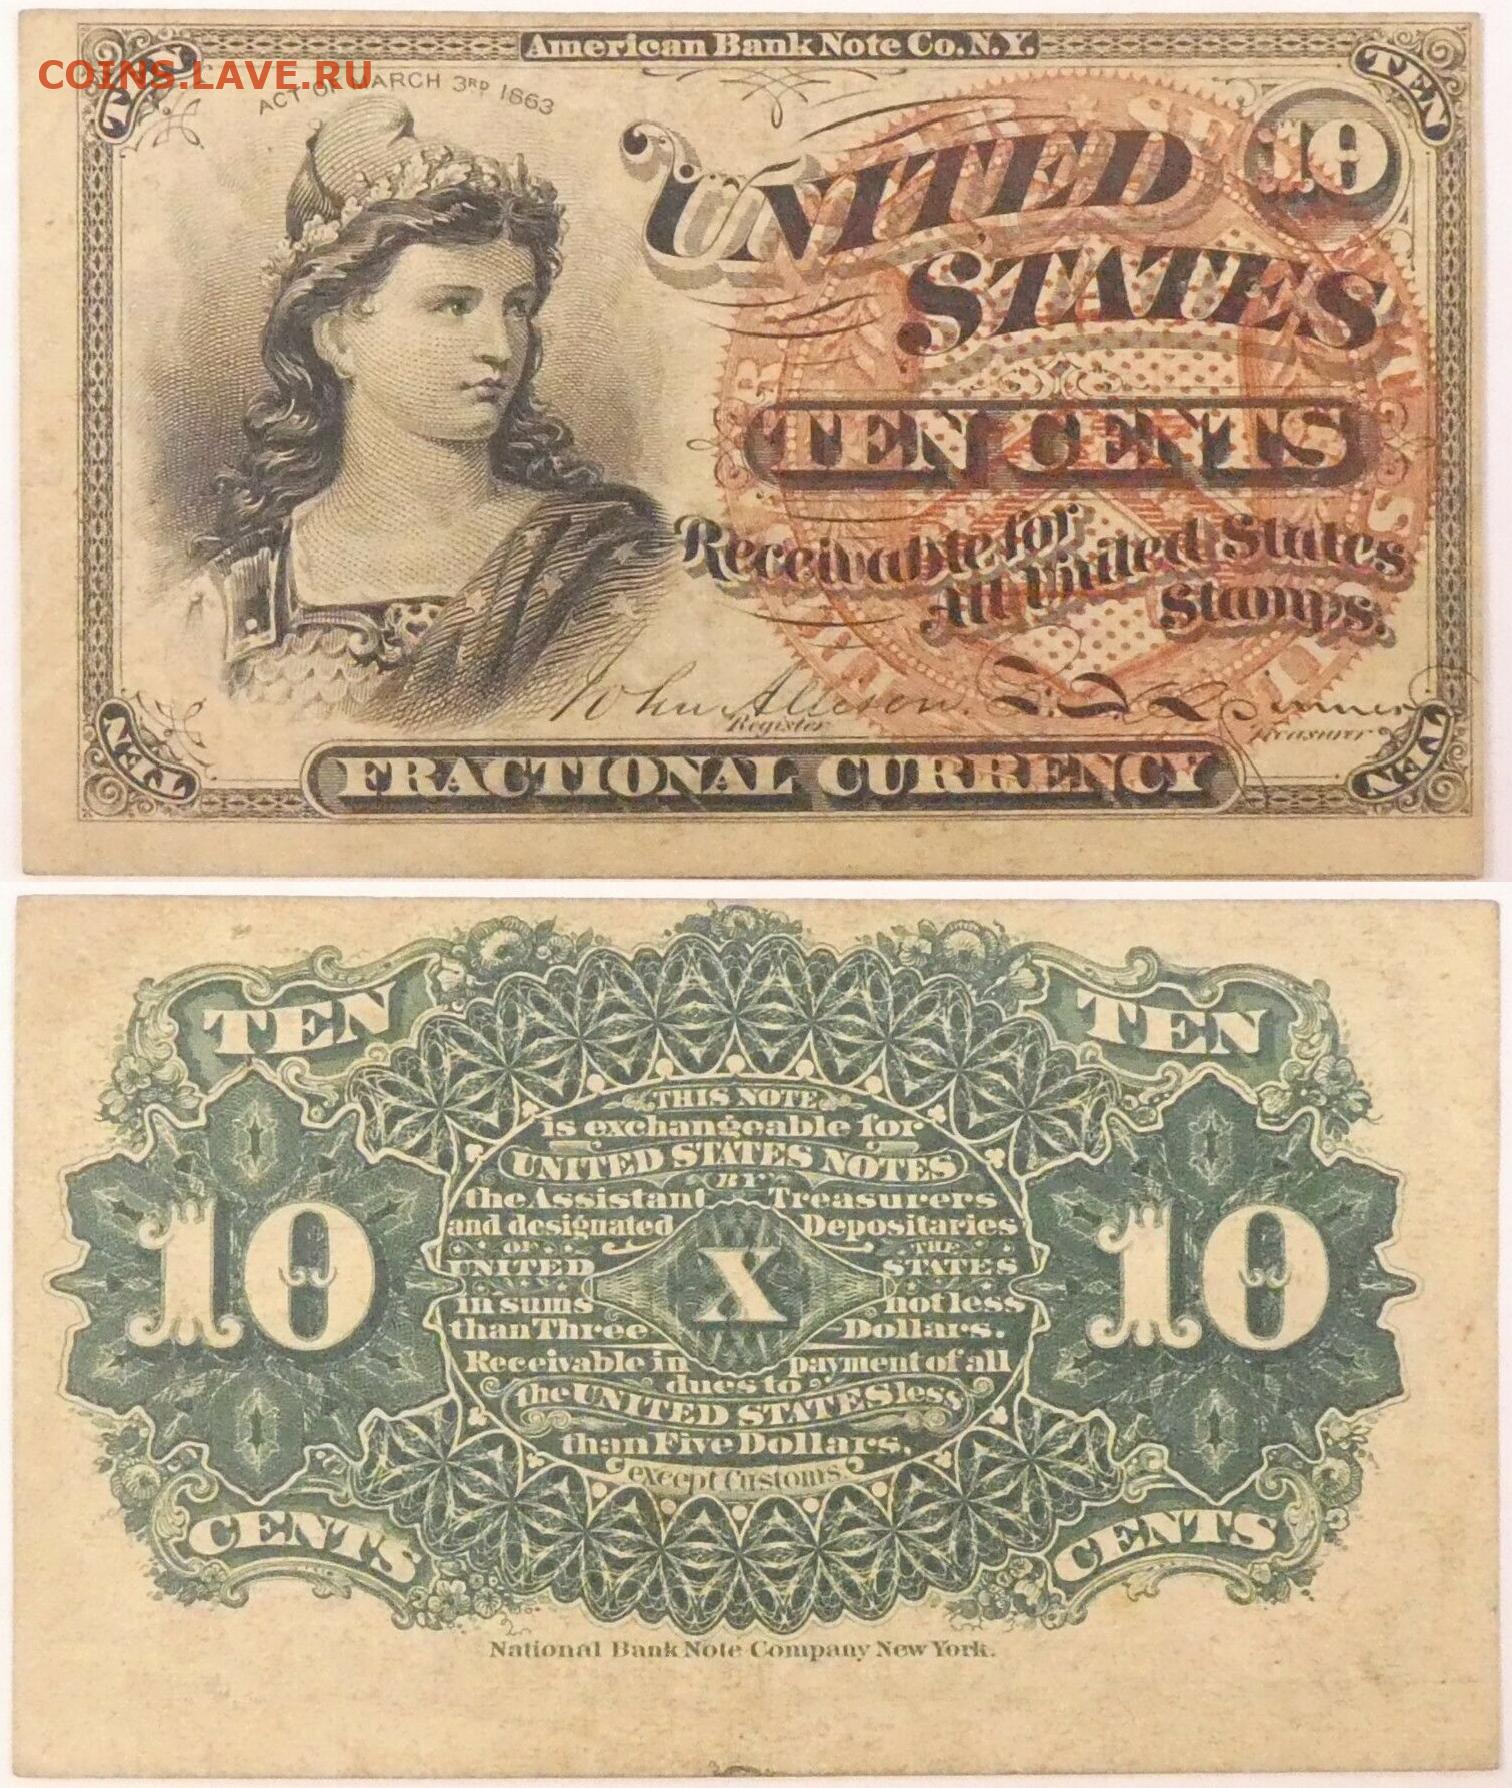 American Bank Note Co. N.Y.
TEN
TEN
COINS.LAVE.RU
ACT OF MARCH 3RD 1863
10
UNITED
STATES
TEN CENTS
Receivable for
All United States
Stamps.
John Allison.
Register
Treasurer
TEN
FRACTIONAL CURRENCY
TEN
TEN
TEN
THIS NOTE
is exchangeable for
UNITED STATES NOTES
BY
the Assistant Treasurers
and designated Depositaries
OF THE
UNITED STATES
10
X
10
in sums not less
than Three Dollars.
Receivable in payment of all
dues to
the UNITED STATES less
than Five Dollars,
except Customs.
CENTS
CENTS
National Bank Note Company New York.